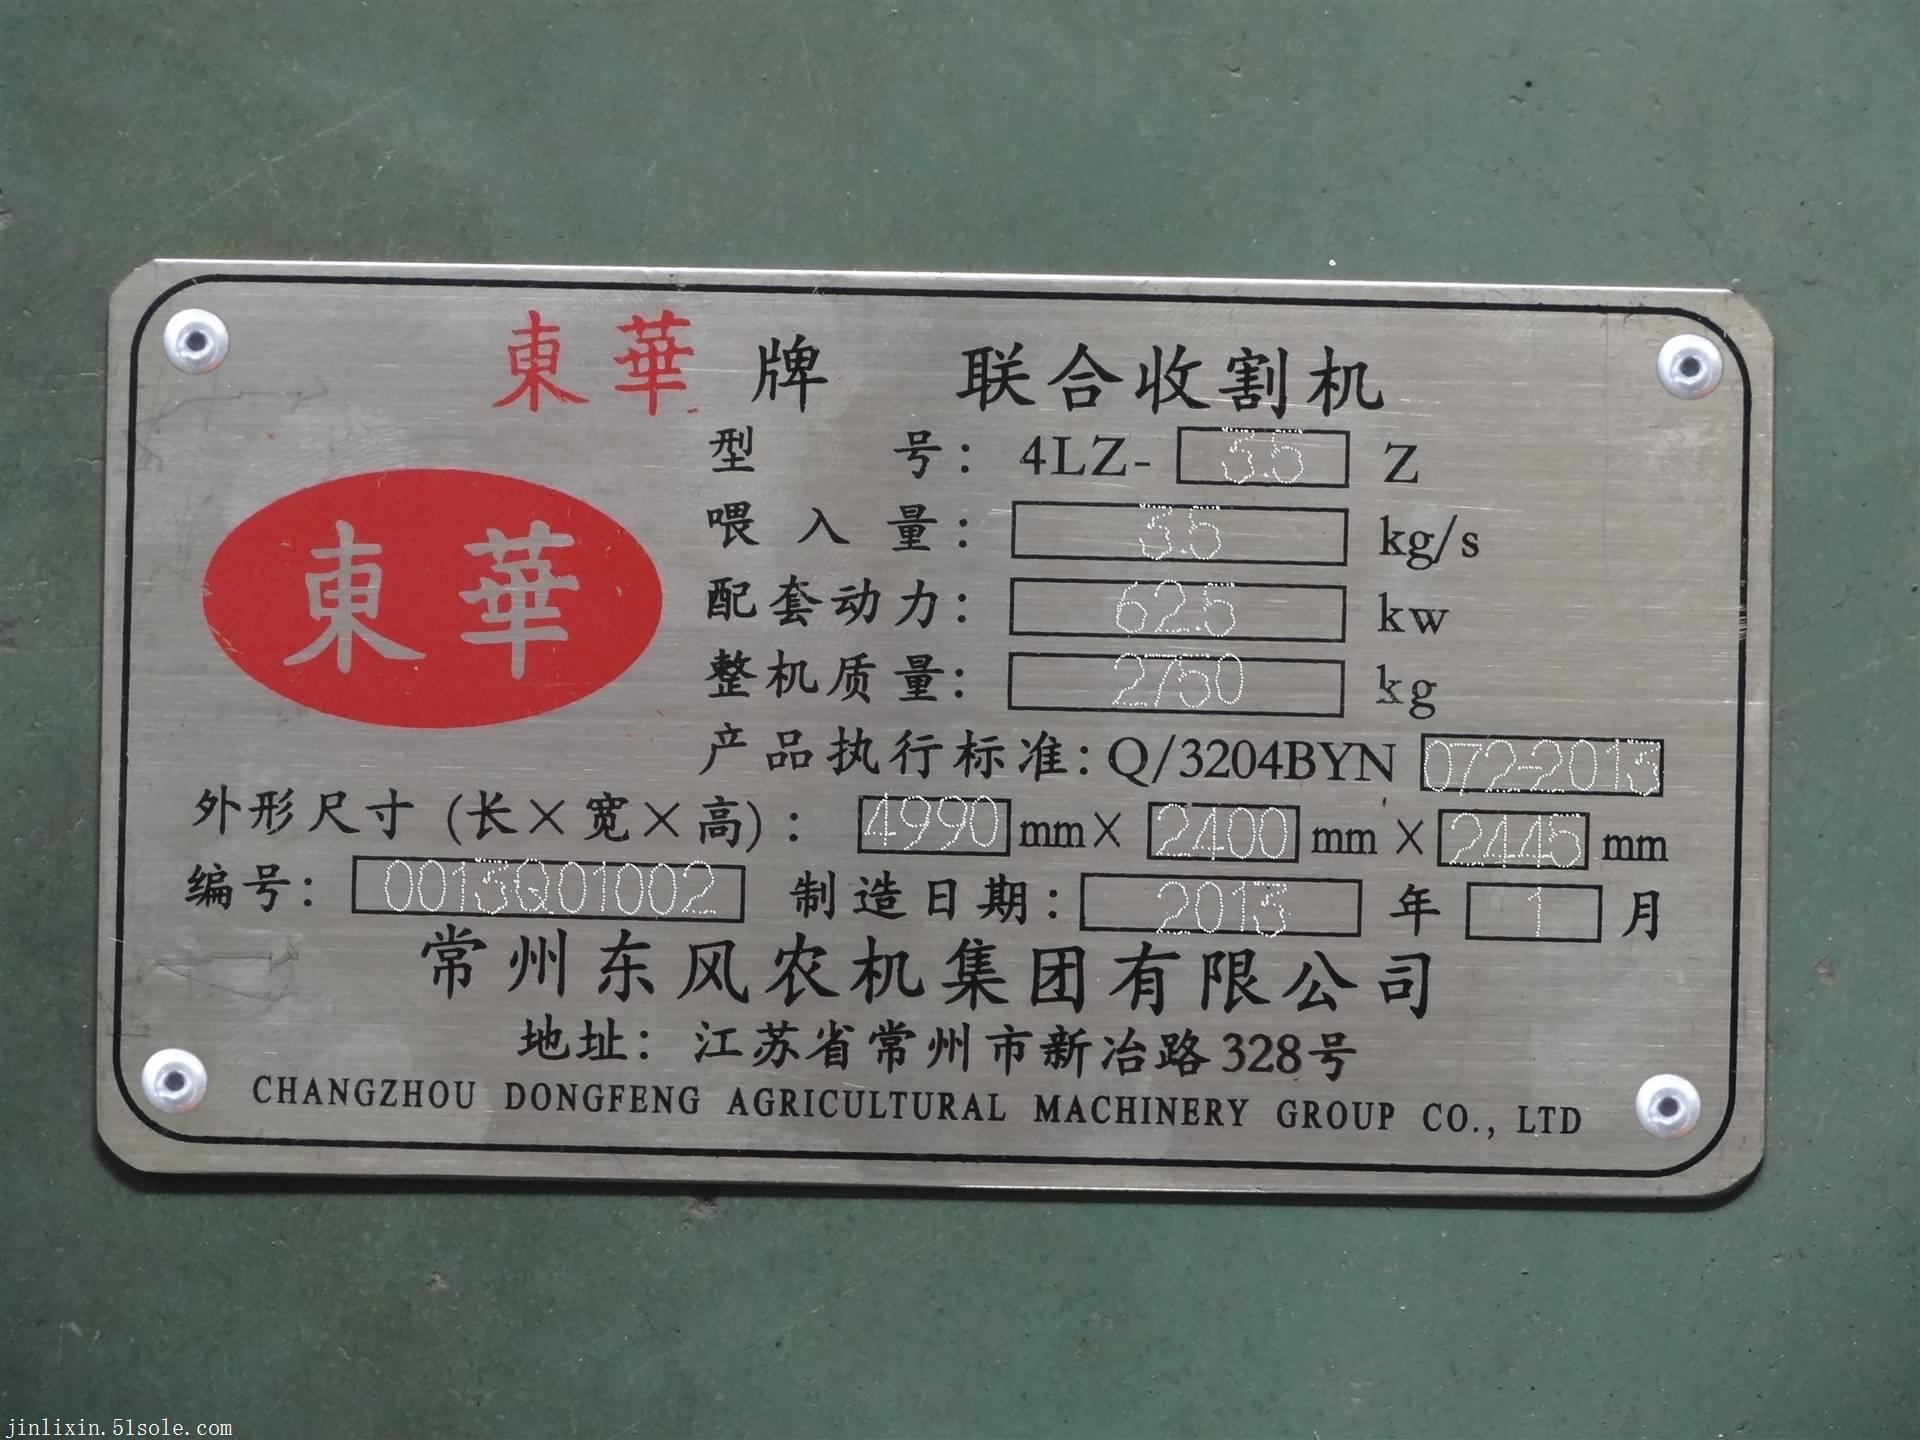 東華牌 联合收割机
型号：4LZ-3.5 Z
喂入量：3.5 kg/s
東華
配套动力：62.5 kw
整机质量：2750 kg
产品执行标准：Q/3204BYN 072-2013
外形尺寸（长×宽×高）：4990 mm× 2400 mm × 2445 mm
编号：0013Q01002 制造日期：2013 年 1 月
常州东风农机集团有限公司
地址：江苏省常州市新冶路328号
CHANGZHOU DONGFENG AGRICULTURAL MACHINERY GROUP CO., LTD
jinlixin.51sole.com